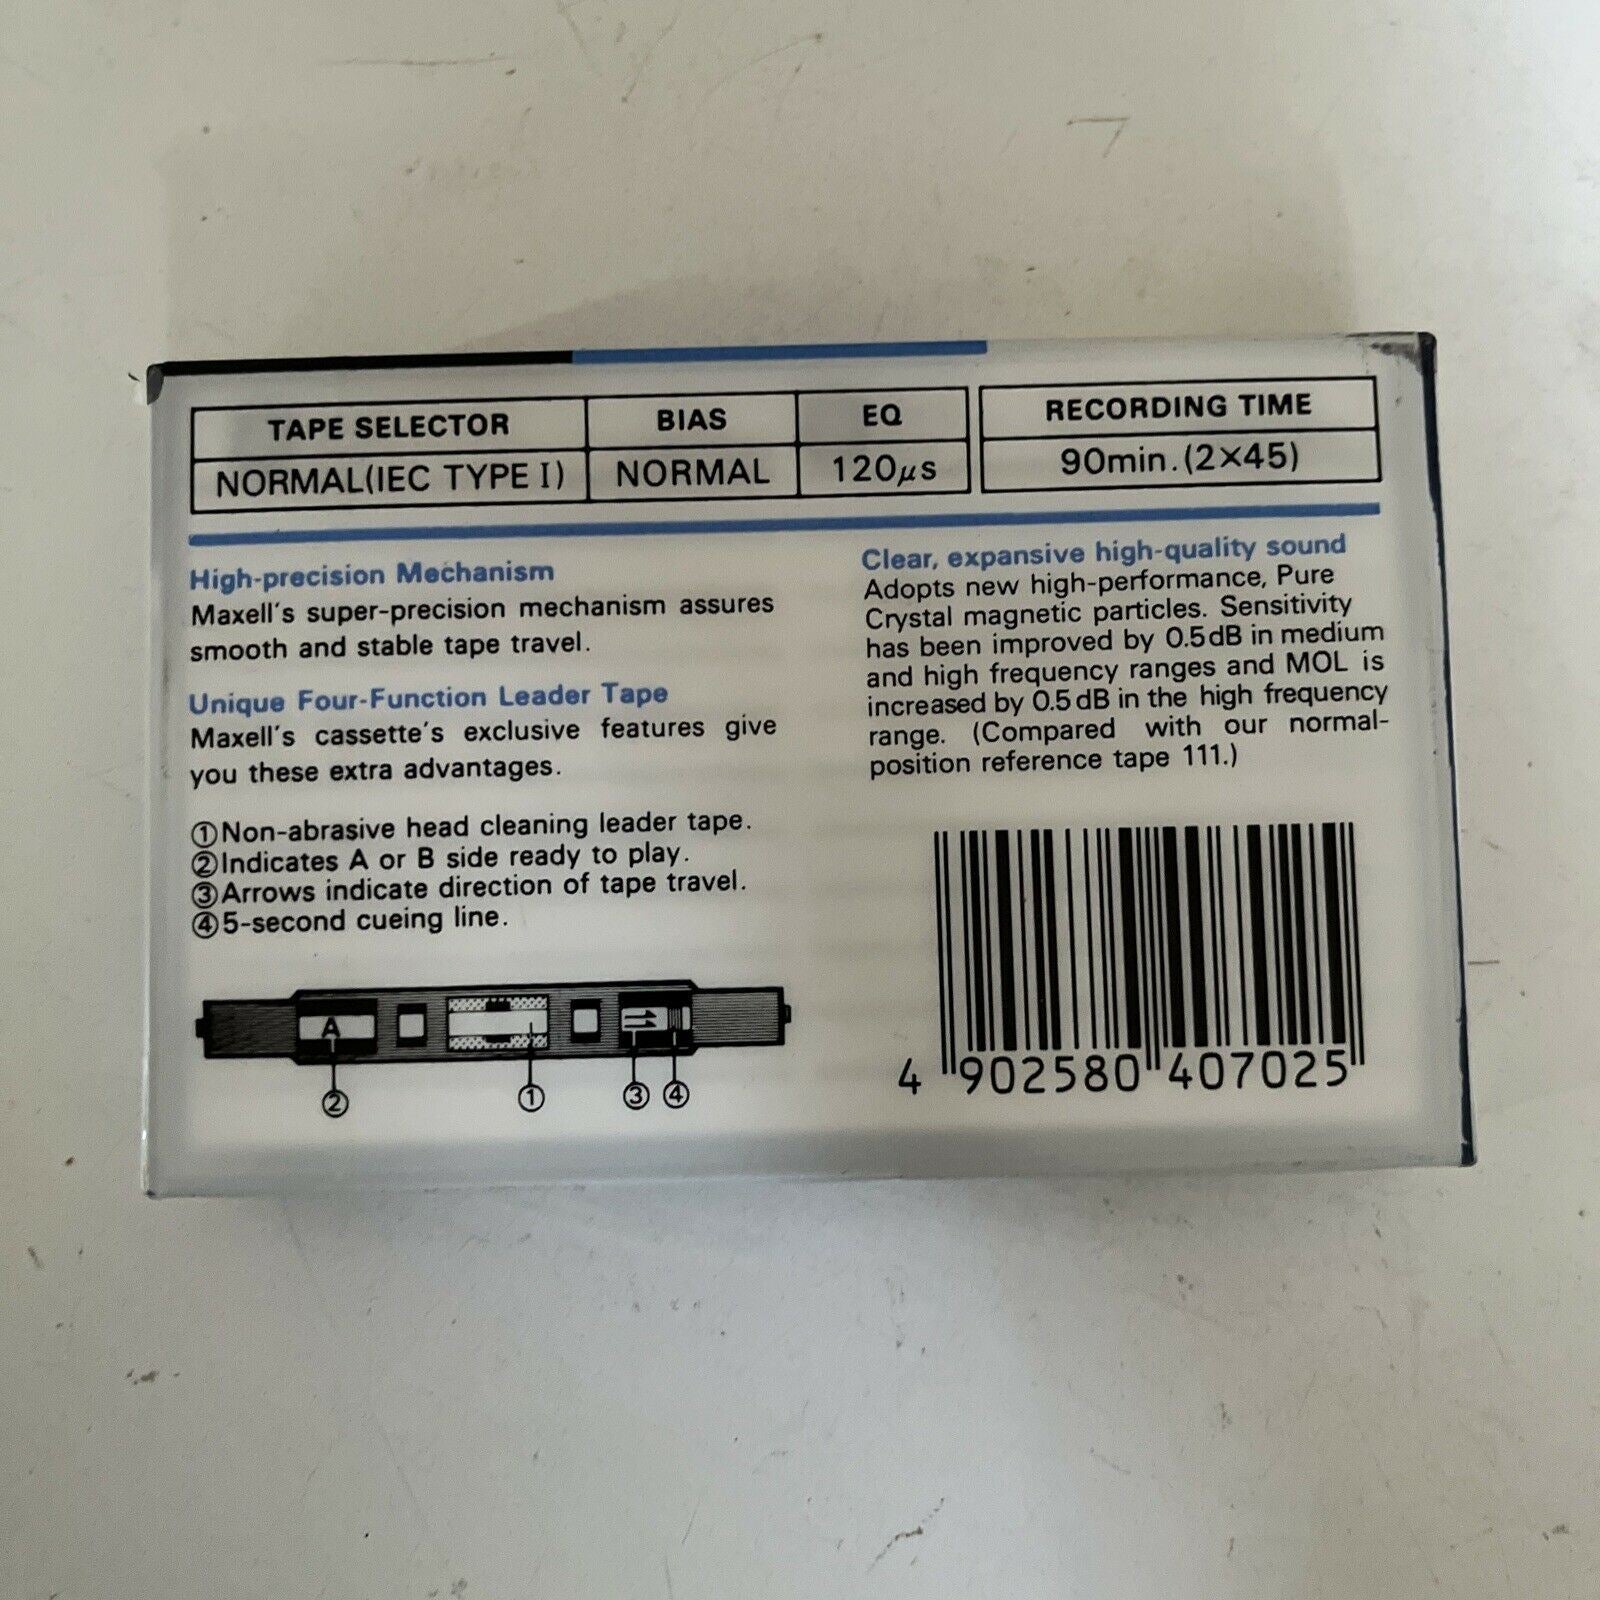 TAPE SELECTOR BIAS EQ RECORDING TIME
NORMAL(IEC TYPE I) NORMAL 120μs 90min.(2×45)
High-precision Mechanism
Maxell's super-precision mechanism assures
smooth and stable tape travel.
Unique Four-Function Leader Tape
Maxell's cassette's exclusive features give
you these extra advantages.
①Non-abrasive head cleaning leader tape.
②Indicates A or B side ready to play.
③Arrows indicate direction of tape travel.
④5-second cueing line.
A
② ① ③ ④
Clear, expansive high-quality sound
Adopts new high-performance, Pure
Crystal magnetic particles. Sensitivity
has been improved by 0.5dB in medium
and high frequency ranges and MOL is
increased by 0.5dB in the high frequency
range. (Compared with our normal-
position reference tape 111.)
4 902580 407025